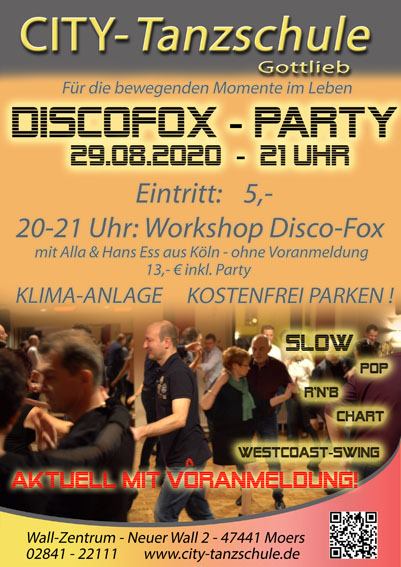 CITY-Tanzschule
Gottlieb
Für die bewegenden Momente im Leben
DISCOFOX - PARTY
29.08.2020 - 21 UHR
Eintritt: 5,-
20-21 Uhr: Workshop Disco-Fox
mit Alla & Hans Ess aus Köln - ohne Voranmeldung
13,- € inkl. Party
KLIMA-ANLAGE KOSTENFREI PARKEN !
SLOW
POP
R'N'B
CHART
WESTCOAST-SWING
AKTUELL MIT VORANMELDUNG!
Wall-Zentrum - Neuer Wall 2 - 47441 Moers
02841 - 22111 www.city-tanzschule.de